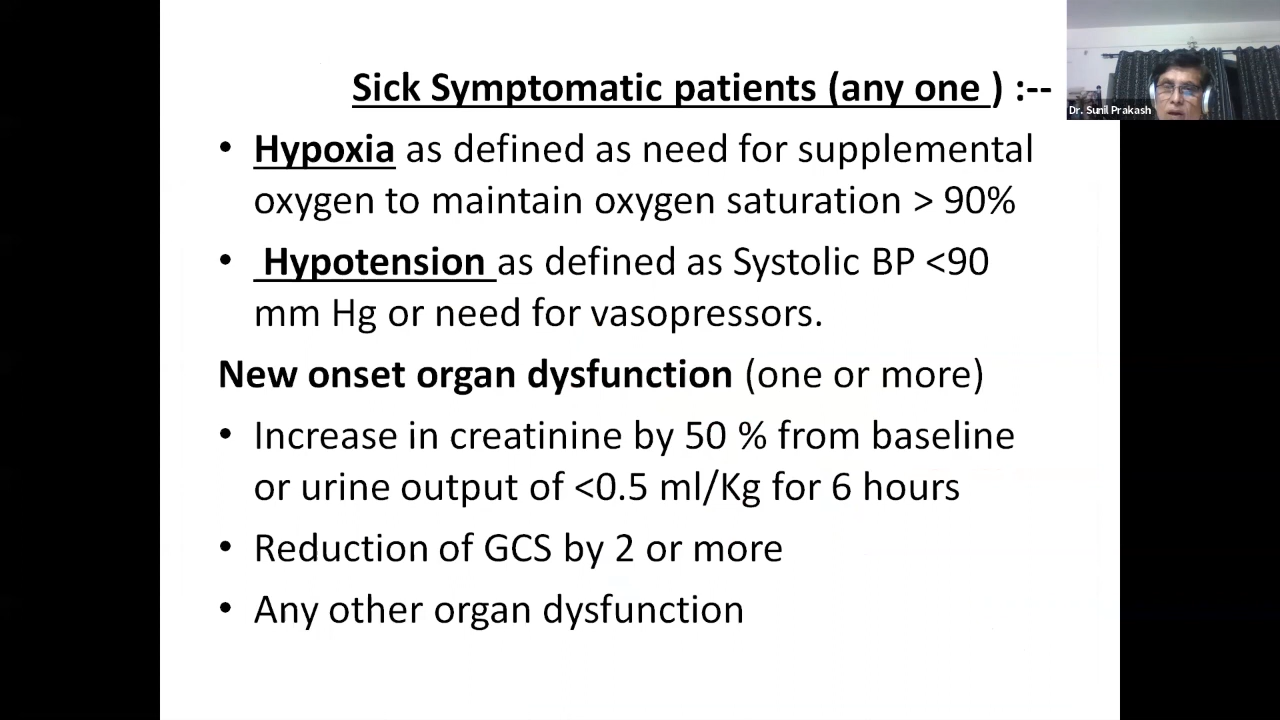 Sick Symptomatic patients (any one ) :--
Dr. Sunil Prakash
• Hypoxia as defined as need for supplemental
oxygen to maintain oxygen saturation > 90%
• Hypotension as defined as Systolic BP <90
mm Hg or need for vasopressors.
New onset organ dysfunction (one or more)
• Increase in creatinine by 50 % from baseline
or urine output of <0.5 ml/Kg for 6 hours
• Reduction of GCS by 2 or more
• Any other organ dysfunction